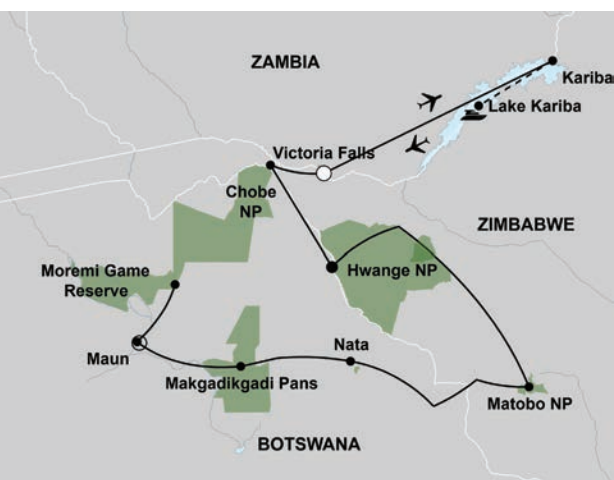 ZAMBIA
Kariba
Lake Kariba
Victoria Falls
Chobe
NP
ZIMBABWE
Moremi Game
Reserve
Hwange NP
Maun
Nata
Makgadikgadi Pans
Matobo NP
BOTSWANA